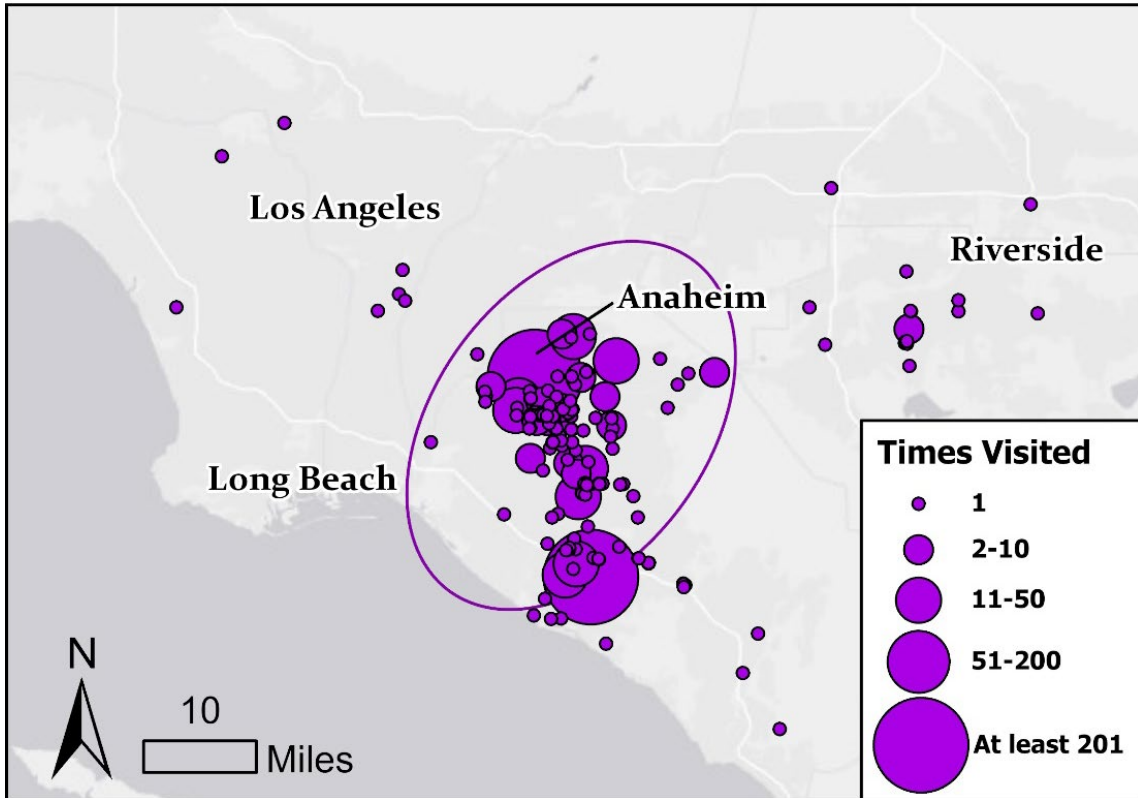 Los Angeles
Riverside
Anaheim
Long Beach
N
10
Miles
Times Visited
1
2-10
11-50
51-200
At least 201